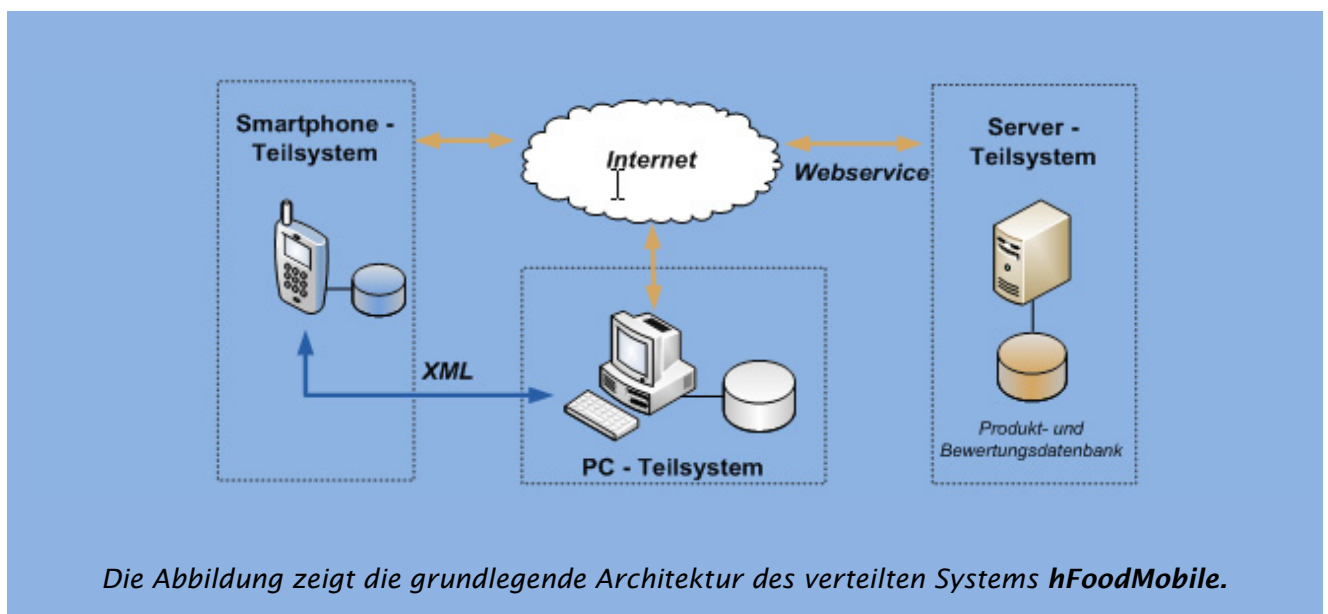 Smartphone -
Teilsystem
Internet
Webservice
Server -
Teilsystem
XML
PC - Teilsystem
Produkt- und
Bewertungsdatenbank
Die Abbildung zeigt die grundlegende Architektur des verteilten Systems hFoodMobile.